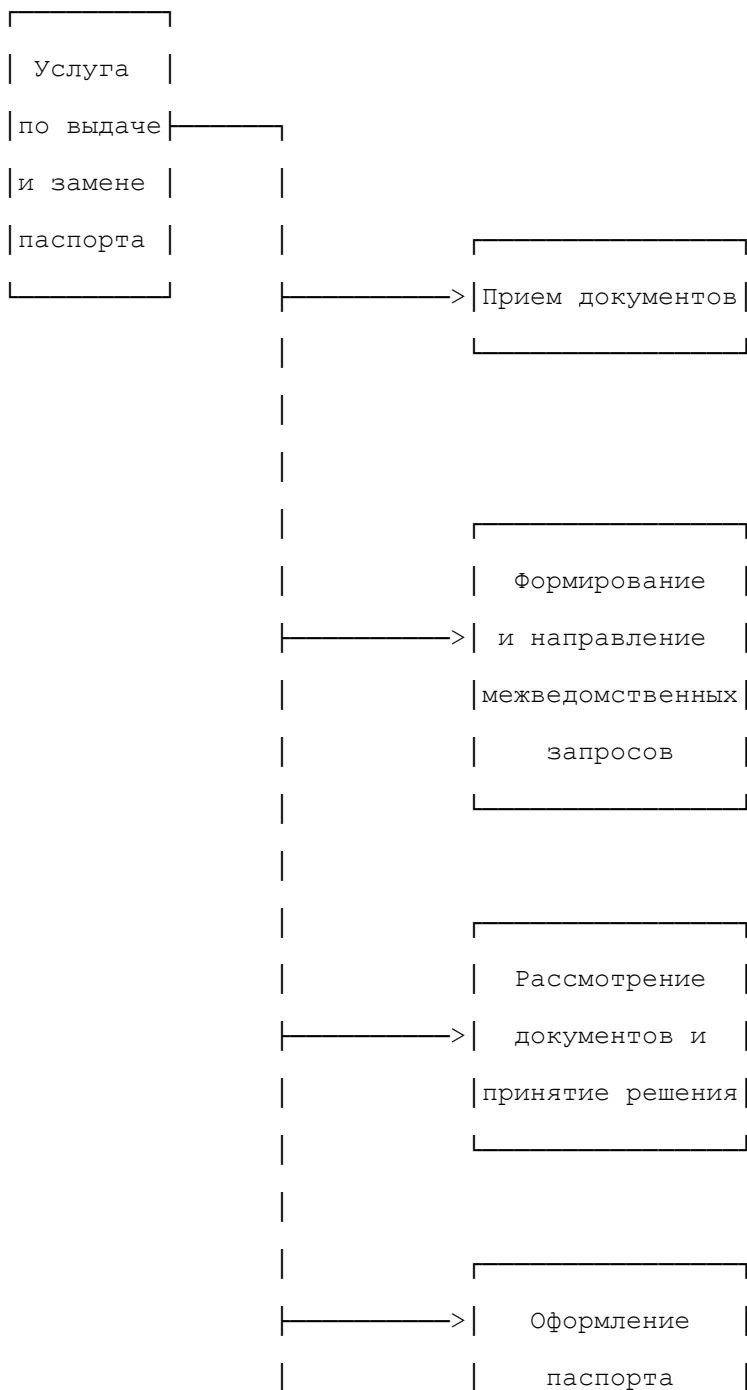 Услуга
по выдаче
и замене
паспорта
Прием документов
Формирование
и направление
межведомственных
запросов
Рассмотрение
документов и
принятие решения
Оформление
паспорта